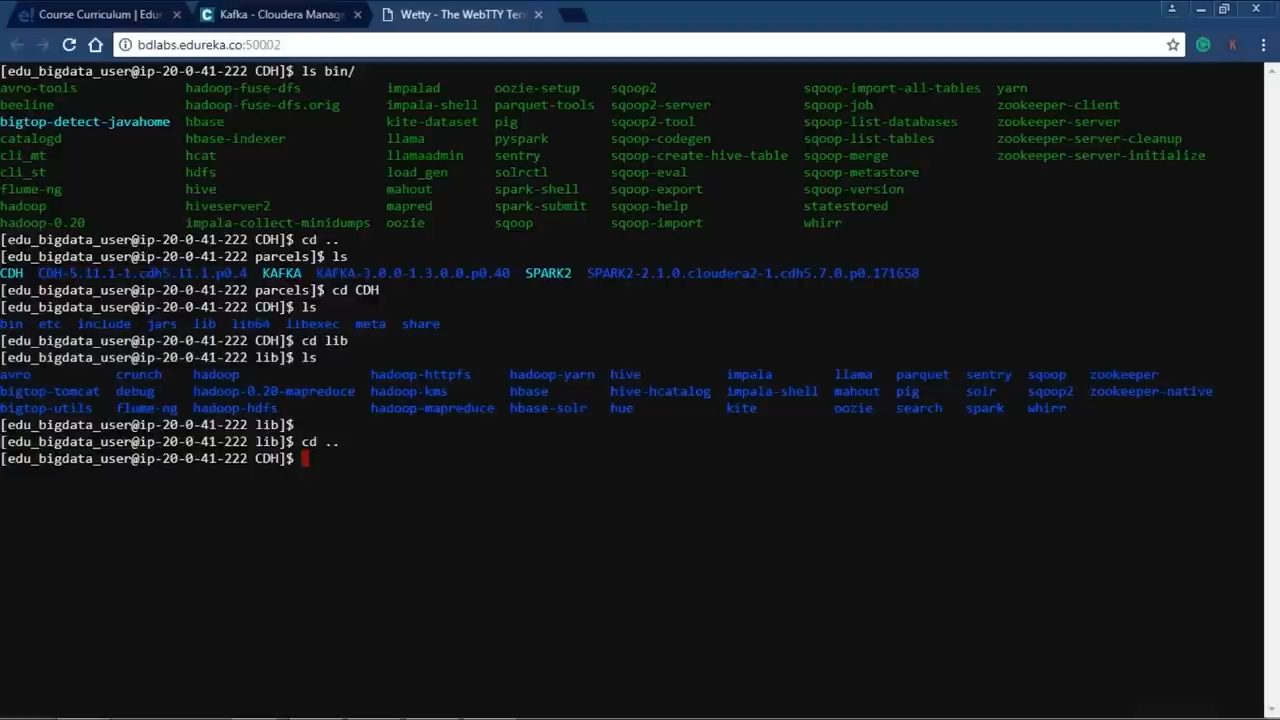 Course Curriculum | Edur
Kafka - Cloudera Manage
Wetty - The WebTTY Term
bdlabs.edureka.co:50002
[edu_bigdata_user@ip-20-0-41-222 CDH]$ ls bin/
avro-tools hadoop-fuse-dfs impalad oozie-setup sqoop2 sqoop-import-all-tables yarn
beeline hadoop-fuse-dfs.orig impala-shell parquet-tools sqoop2-server sqoop-job zookeeper-client
bigtop-detect-javahome hbase kite-dataset pig sqoop2-tool sqoop-list-databases zookeeper-server
catalogd hbase-indexer llama pyspark sqoop-codegen sqoop-list-tables zookeeper-server-cleanup
cli_mt hcat llamaadmin sentry sqoop-create-hive-table sqoop-merge zookeeper-server-initialize
cli_st hdfs load_gen solrctl sqoop-eval sqoop-metastore
flume-ng hive mahout spark-shell sqoop-export sqoop-version
hadoop hiveserver2 mapred spark-submit sqoop-help statestored
hadoop-0.20 impala-collect-minidumps oozie sqoop sqoop-import whirr
[edu_bigdata_user@ip-20-0-41-222 CDH]$ cd ..
[edu_bigdata_user@ip-20-0-41-222 parcels]$ ls
CDH CDH-5.11.1-1.cdh5.11.1.p0.4 KAFKA KAFKA-3.0.0-1.3.0.0.p0.40 SPARK2 SPARK2-2.1.0.cloudera2-1.cdh5.7.0.p0.171658
[edu_bigdata_user@ip-20-0-41-222 parcels]$ cd CDH
[edu_bigdata_user@ip-20-0-41-222 CDH]$ ls
bin etc include jars lib lib64 libexec meta share
[edu_bigdata_user@ip-20-0-41-222 CDH]$ cd lib
[edu_bigdata_user@ip-20-0-41-222 lib]$ ls
avro crunch hadoop hadoop-httpfs hadoop-yarn hive impala llama parquet sentry sqoop zookeeper
bigtop-tomcat debug hadoop-0.20-mapreduce hadoop-kms hbase hive-hcatalog impala-shell mahout pig solr sqoop2 zookeeper-native
bigtop-utils flume-ng hadoop-hdfs hadoop-mapreduce hbase-solr hue kite oozie search spark whirr
[edu_bigdata_user@ip-20-0-41-222 lib]$
[edu_bigdata_user@ip-20-0-41-222 lib]$ cd ..
[edu_bigdata_user@ip-20-0-41-222 CDH]$